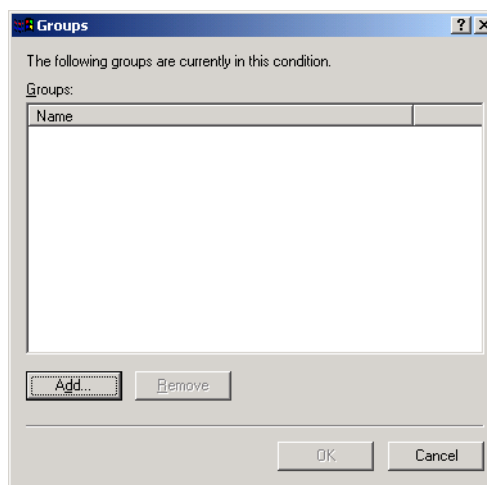 Groups
The following groups are currently in this condition.
Groups:
Name
Add...
Remove
OK
Cancel